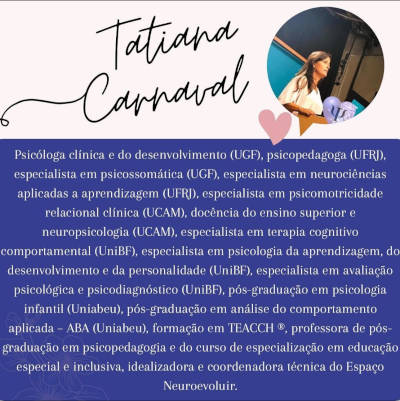 Tatiana
Carnaval
Psicóloga clínica e do desenvolvimento (UGF), psicopedagoga (UFRJ),
especialista em psicossomática (UGF), especialista em neurociências
aplicadas a aprendizagem (UFRJ), especialista em psicomotricidade
relacional clínica (UCAM), docência do ensino superior e
neuropsicologia (UCAM), especialista em terapia cognitivo
comportamental (UniBF), especialista em psicologia da aprendizagem, do
desenvolvimento e da personalidade (UniBF), especialista em avaliação
psicológica e psicodiagnóstico (UniBF), pós-graduação em psicologia
infantil (Uniabeu), pós-graduação em análise do comportamento
aplicada – ABA (Uniabeu), formação em TEACCH ®, professora de pós-
graduação em psicopedagogia e do curso de especialização em educação
especial e inclusiva, idealizadora e coordenadora técnica do Espaço
Neuroevoluir.